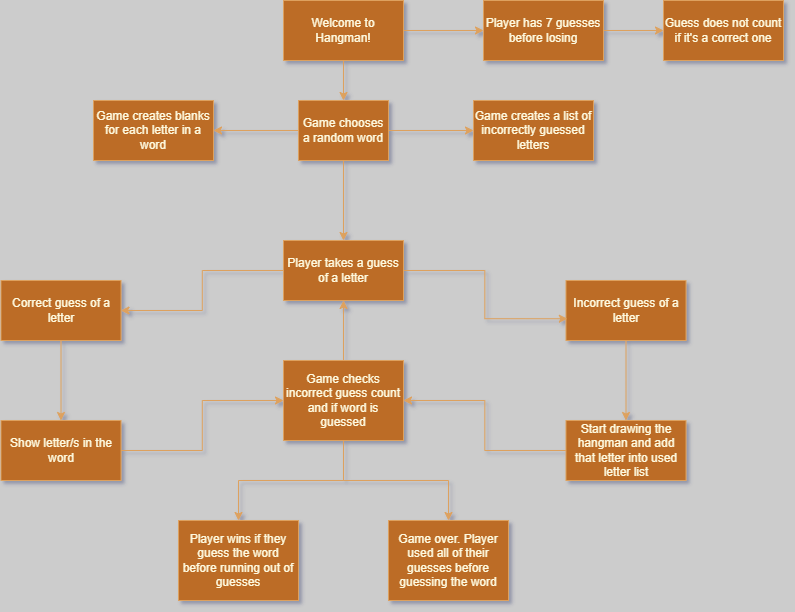 Welcome to
Hangman!
Player has 7 guesses
before losing
Guess does not count
if it's a correct one
Game creates blanks
for each letter in a
word
Game chooses
a random word
Game creates a list of
incorrectly guessed
letters
Player takes a guess
of a letter
Correct guess of a
letter
Incorrect guess of a
letter
Game checks
incorrect guess count
and if word is
guessed
Show letter/s in the
word
Start drawing the
hangman and add
that letter into used
letter list
Player wins if they
guess the word
before running out of
guesses
Game over. Player
used all of their
guesses before
guessing the word